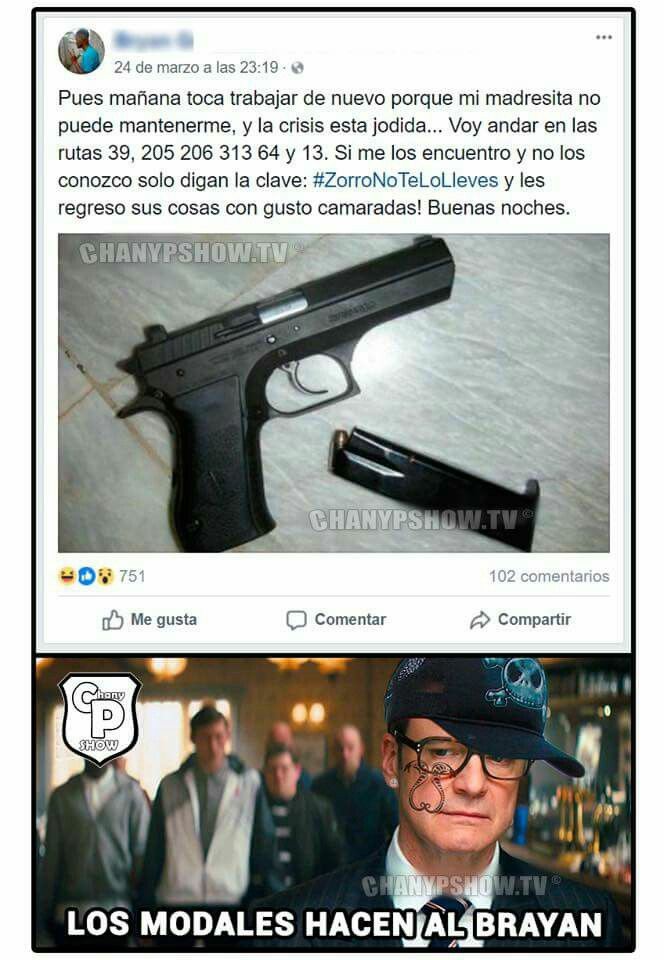 24 de marzo a las 23:19
Pues mañana toca trabajar de nuevo porque mi madresita no
puede mantenerme, y la crisis esta jodida... Voy andar en las
rutas 39, 205 206 313 64 y 13. Si me los encuentro y no los
conozco solo digan la clave: #ZorroNoTeLoLleves y les
regreso sus cosas con gusto camaradas! Buenas noches.
CHANYPSHOW.TV©
CHANYPSHOW.TV©
751
102 comentarios
Me gusta
Comentar
Compartir
Chany
P
SHOW
CHANYPSHOW.TV©
LOS MODALES HACEN AL BRAYAN